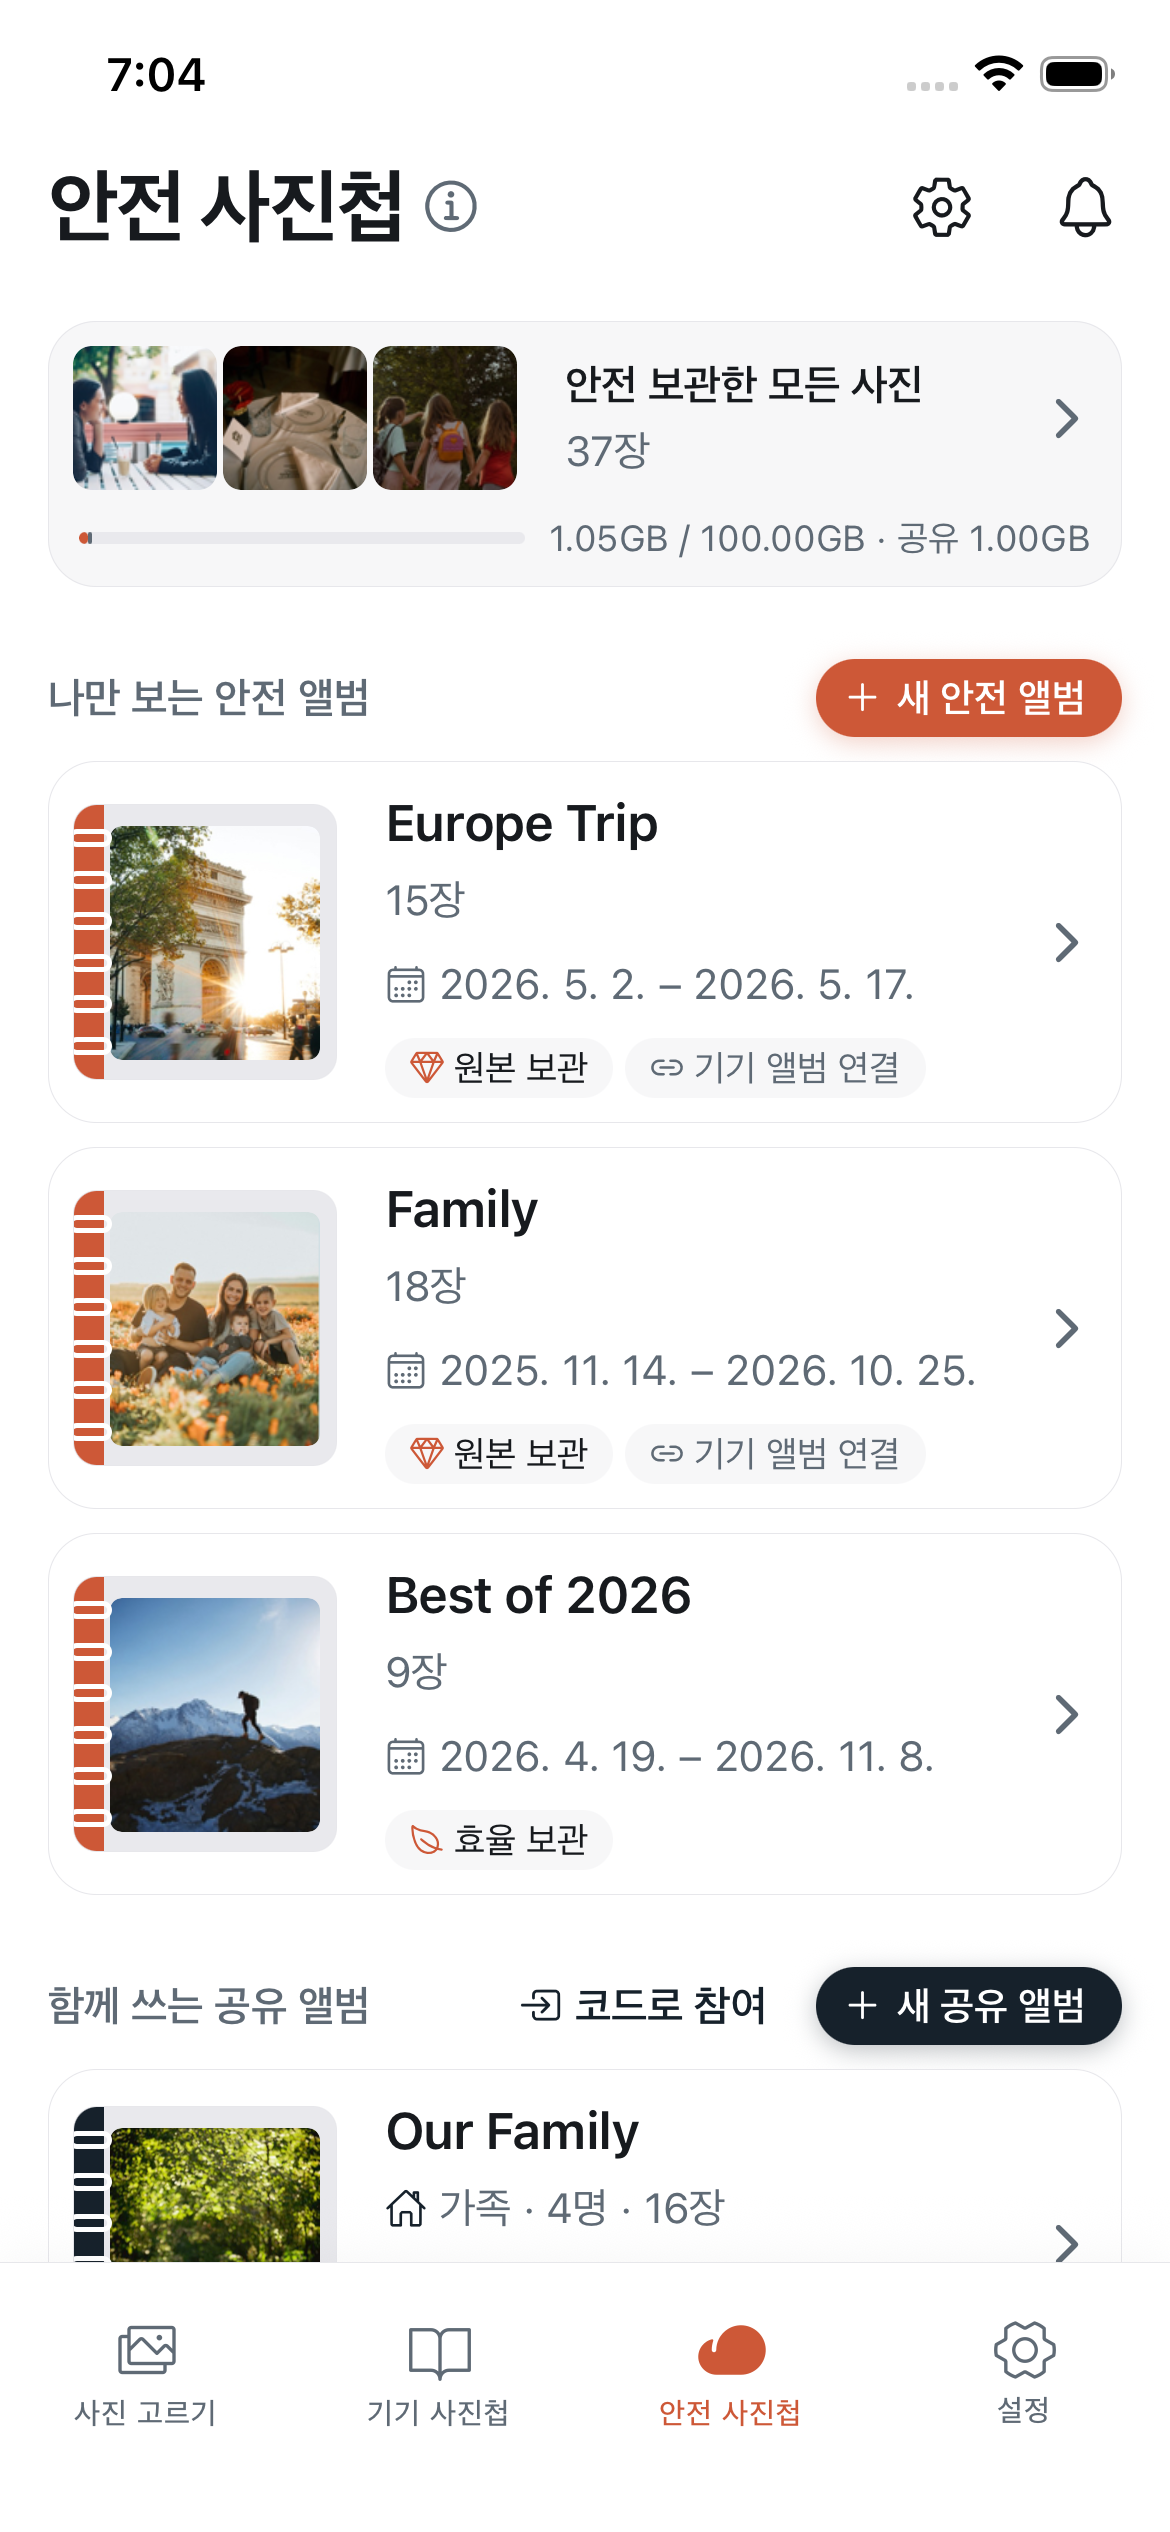 7:04
안전 사진첩
안전 보관한 모든 사진
37장
1.05GB / 100.00GB · 공유 1.00GB
나만 보는 안전 앨범
+ 새 안전 앨범
Europe Trip
15장
2026. 5. 2. – 2026. 5. 17.
원본 보관
기기 앨범 연결
Family
18장
2025. 11. 14. – 2026. 10. 25.
원본 보관
기기 앨범 연결
Best of 2026
9장
2026. 4. 19. – 2026. 11. 8.
효율 보관
함께 쓰는 공유 앨범
코드로 참여
+ 새 공유 앨범
Our Family
가족 · 4명 · 16장
사진 고르기
기기 사진첩
안전 사진첩
설정